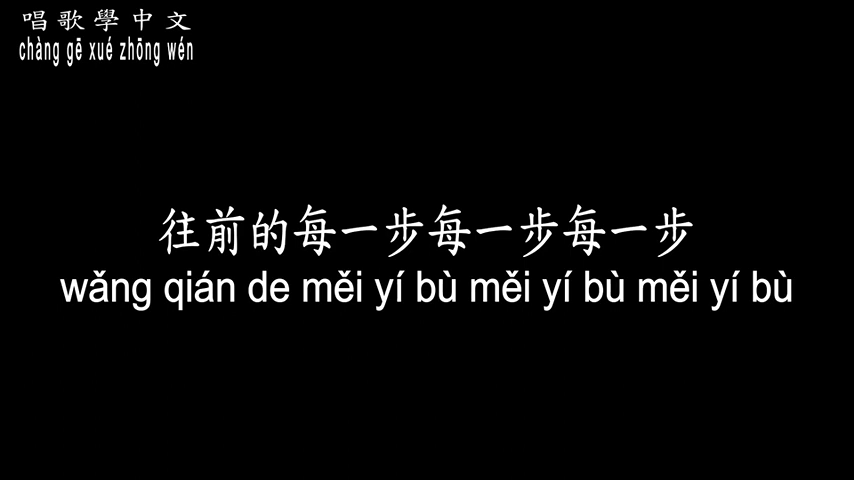 唱歌學中文
chàng gē xué zhōng wén
往前的每一步每一步每一步
wǎng qián de měi yí bù měi yí bù měi yí bù